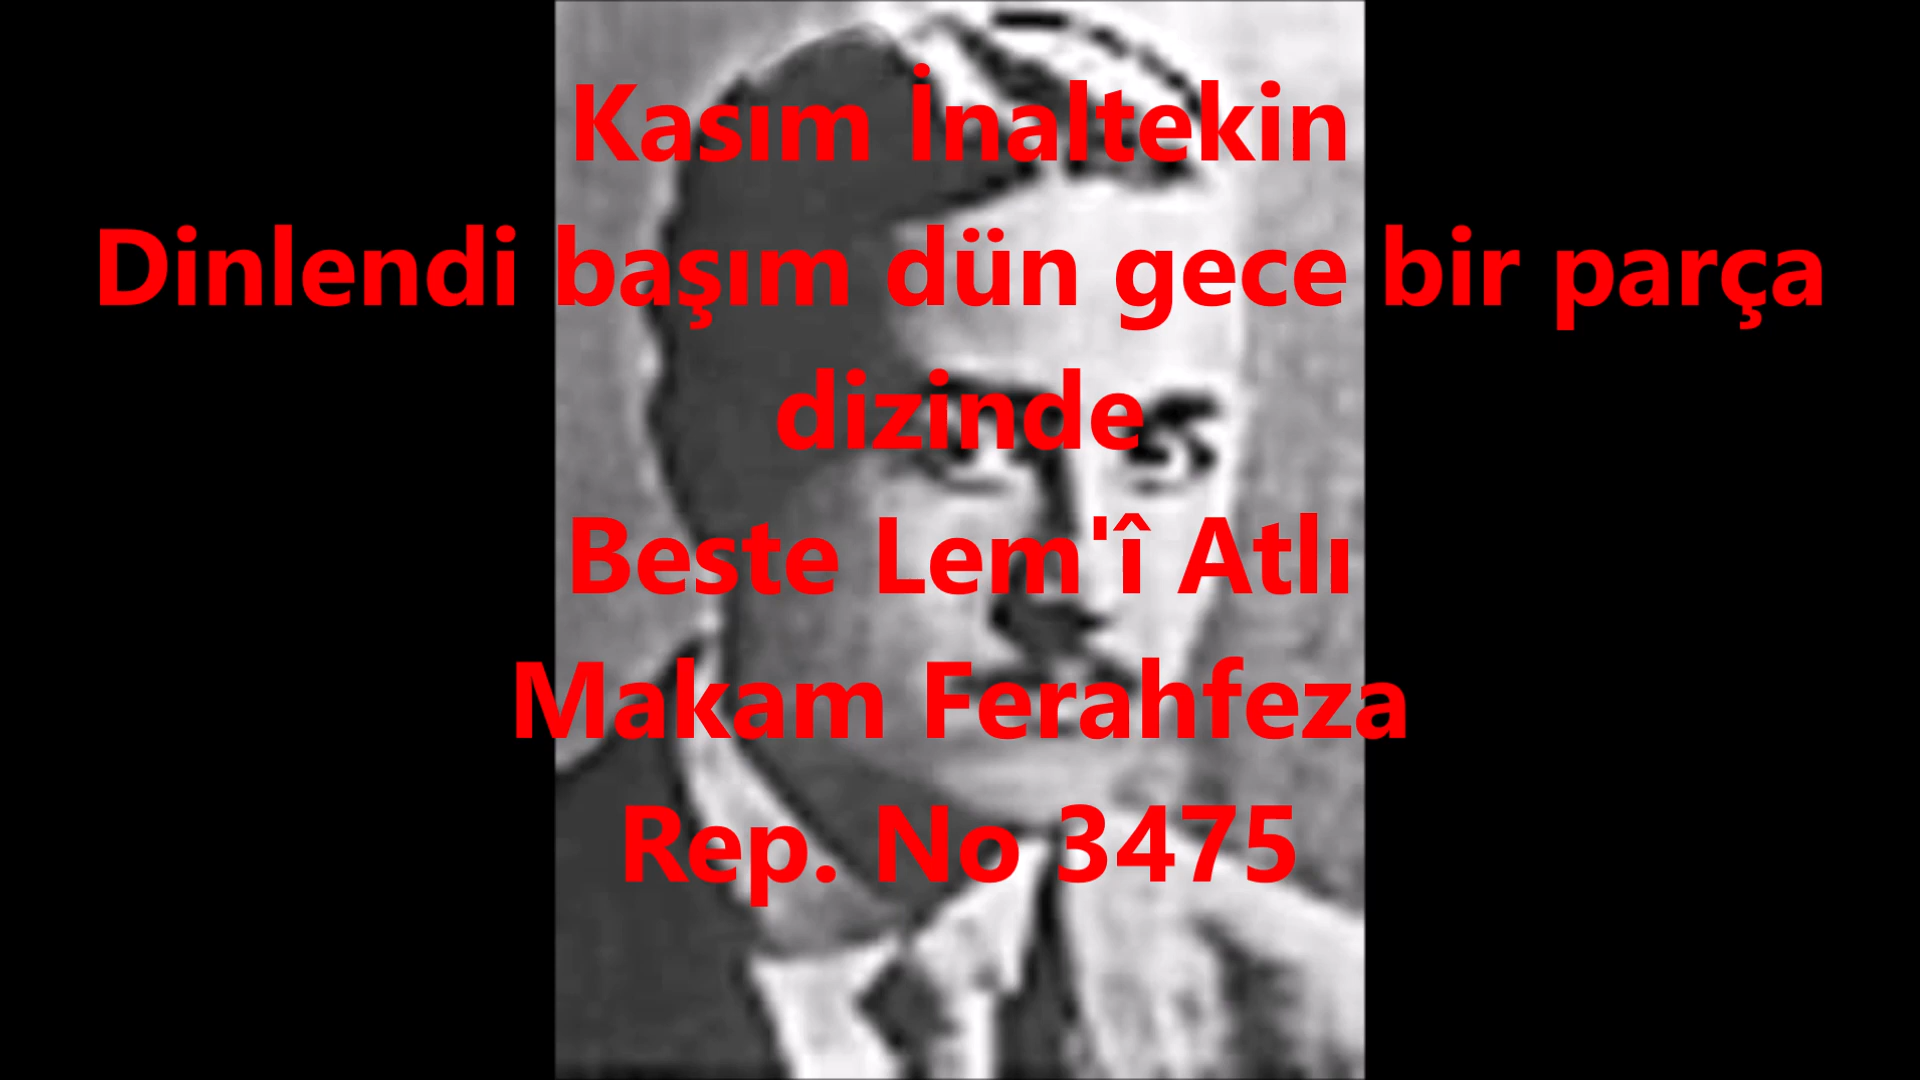 Kasım İnaltekin
Dinlendi başım dün gece bir parça
dizinde
Beste Lem'î Atlı
Makam Ferahfeza
Rep. No 3475